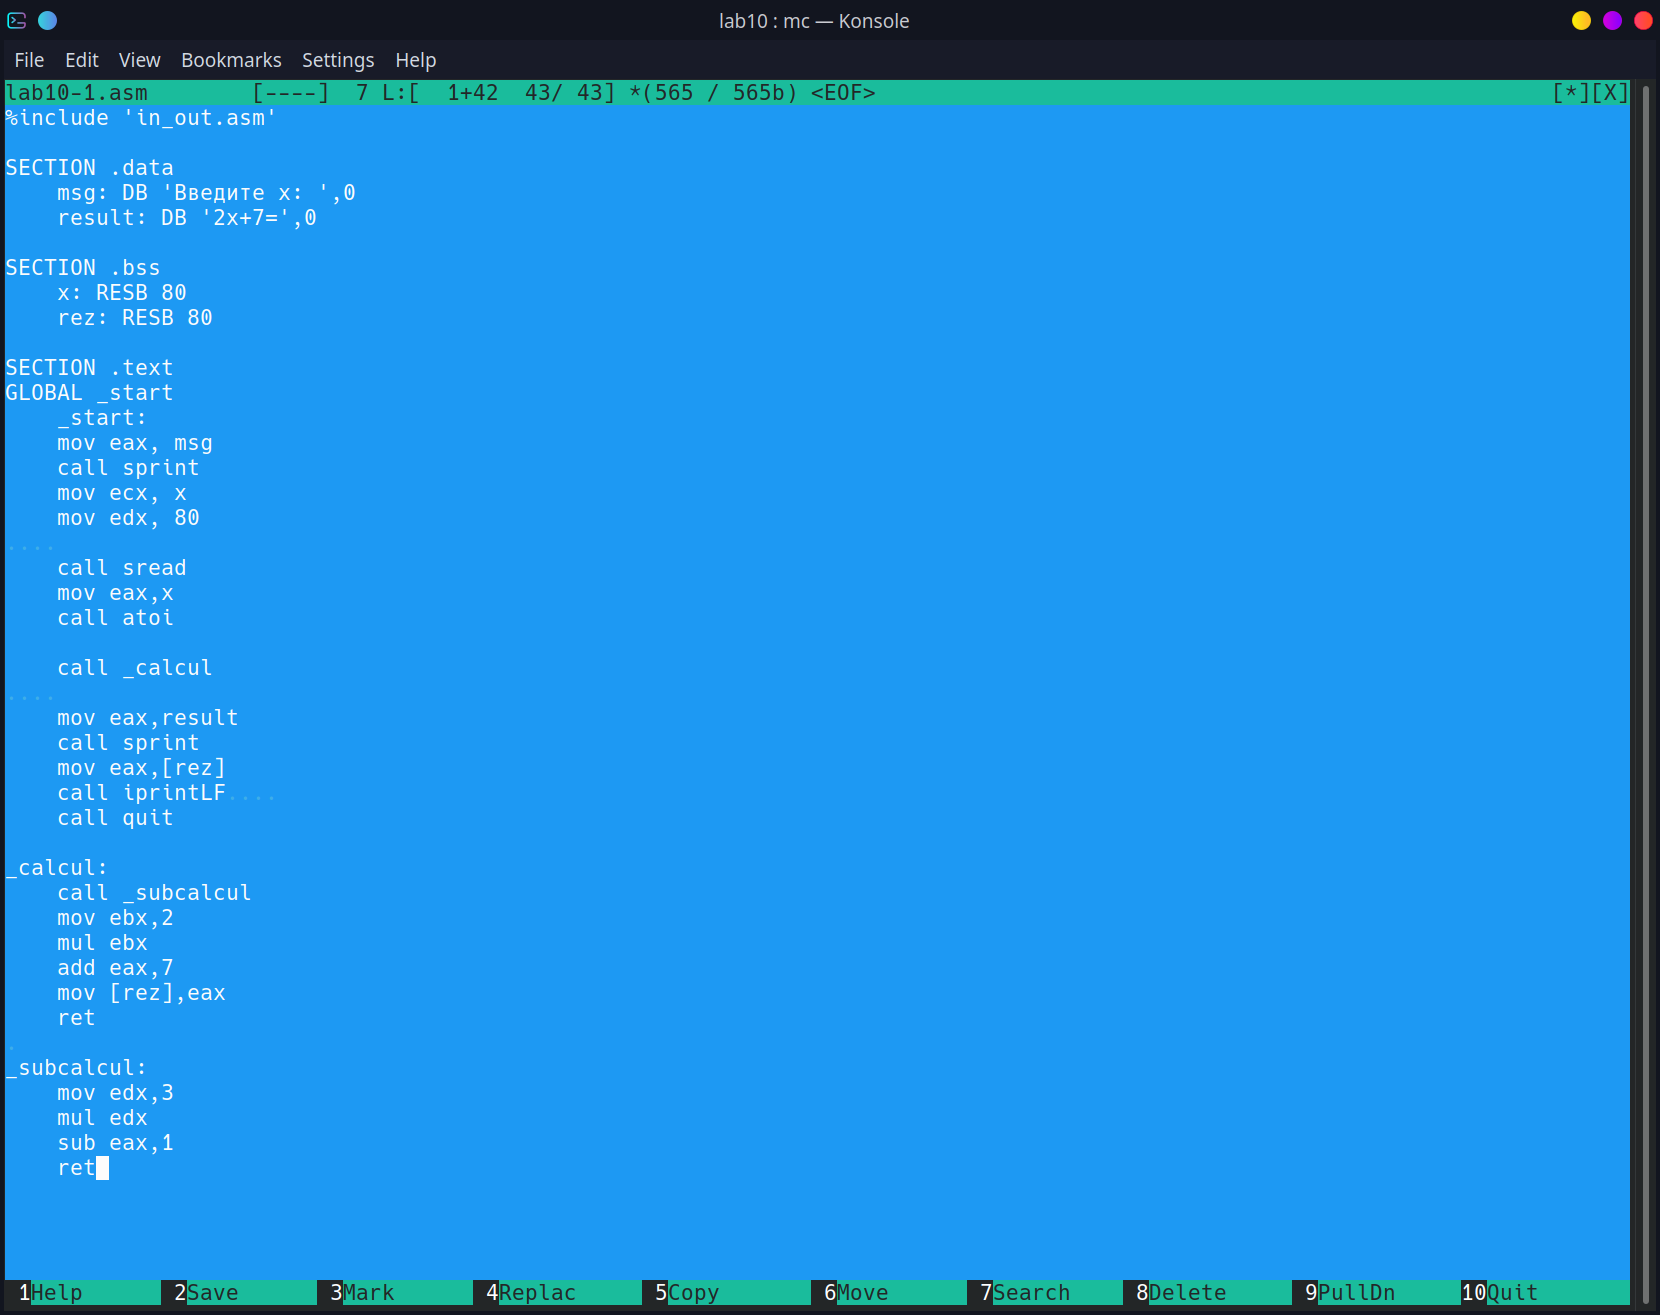 lab10 : mc — Konsole
File Edit View Bookmarks Settings Help
lab10-1.asm [----] 7 L:[ 1+42 43/ 43] *(565 / 565b) <EOF> [*][X]
%include 'in_out.asm'
SECTION .data
msg: DB 'Введите x: ',0
result: DB '2x+7=',0
SECTION .bss
x: RESB 80
rez: RESB 80
SECTION .text
GLOBAL _start
_start:
mov eax, msg
call sprint
mov ecx, x
mov edx, 80
....
call sread
mov eax,x
call atoi
call _calcul
....
mov eax,result
call sprint
mov eax,[rez]
call iprintLF....
call quit
_calcul:
call _subcalcul
mov ebx,2
mul ebx
add eax,7
mov [rez],eax
ret
.
_subcalcul:
mov edx,3
mul edx
sub eax,1
ret
1Help 2Save 3Mark 4Replac 5Copy 6Move 7Search 8Delete 9PullDn 10Quit